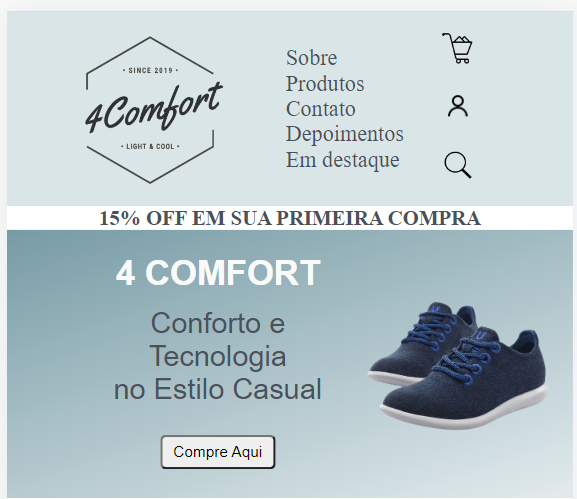 • SINCE 2019 •
4Comfort
• LIGHT & COOL •
Sobre
Produtos
Contato
Depoimentos
Em destaque
15% OFF EM SUA PRIMEIRA COMPRA
4 COMFORT
Conforto e
Tecnologia
no Estilo Casual
Compre Aqui